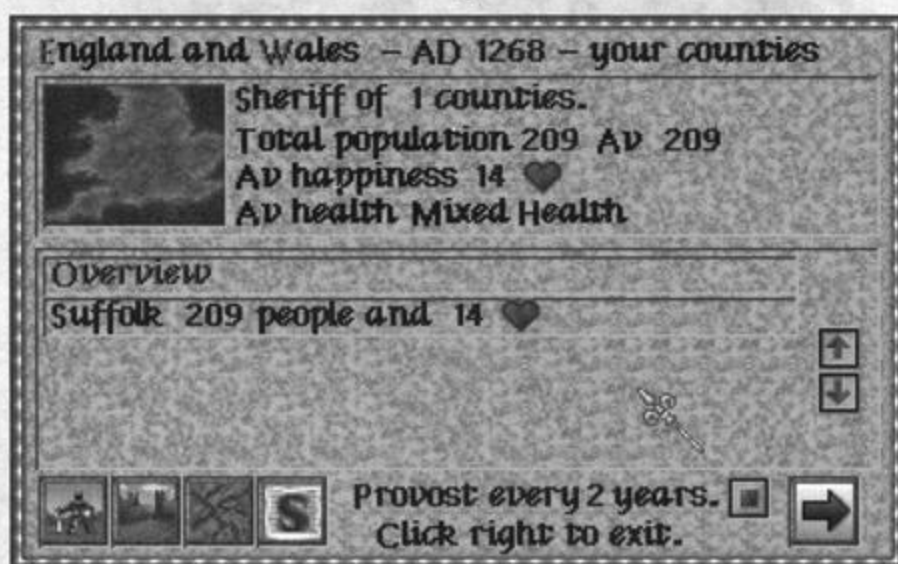 England and Wales - AD 1268 - your counties
Sheriff of 1 counties.
Total population 209 Av 209
Av happiness 14
Av health Mixed Health
Overview
Suffolk 209 people and 14
S
Provost every 2 years.
Click right to exit.